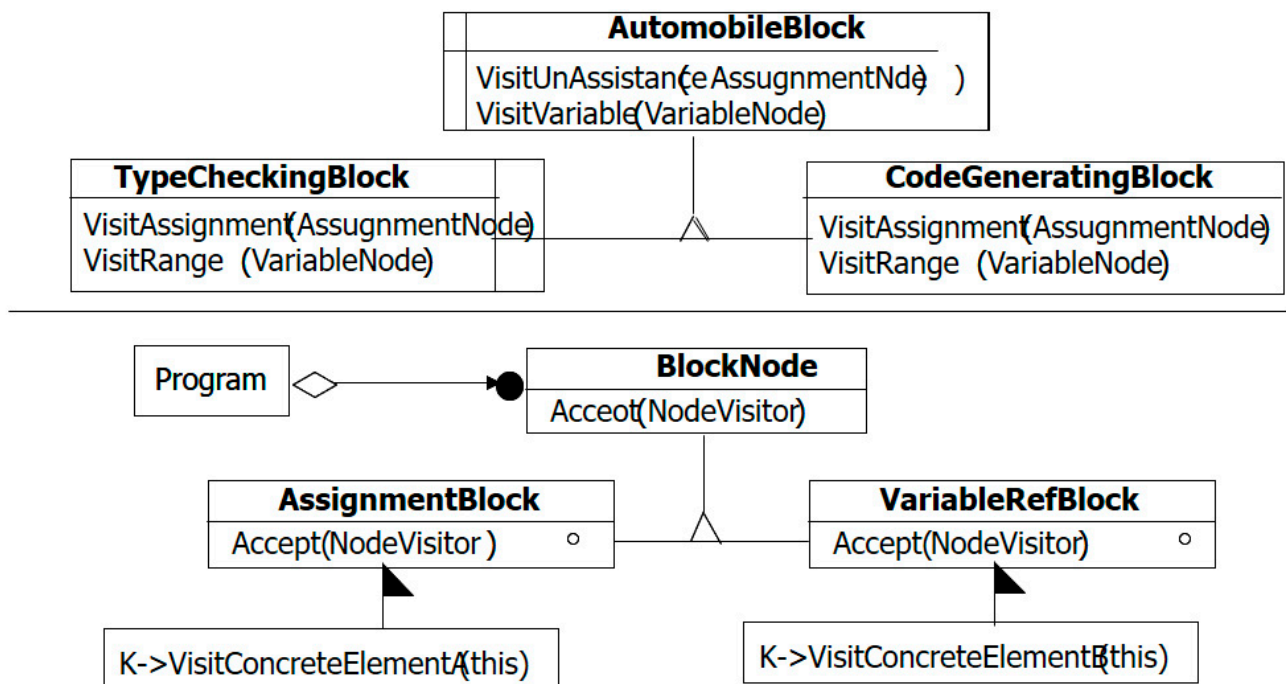 AutomobileBlock
VisitUnAssistance(AssugnmentNde) )
VisitVariable(VariableNode)
TypeCheckingBlock
VisitAssignment(AssugnmentNode)
VisitRange (VariableNode)
CodeGeneratingBlock
VisitAssignment(AssugnmentNode)
VisitRange (VariableNode)
Program
BlockNode
Acceot(NodeVisitor)
AssignmentBlock
Accept(NodeVisitor )
VariableRefBlock
Accept(NodeVisitor)
K->VisitConcreteElementA(this)
K->VisitConcreteElementB(this)